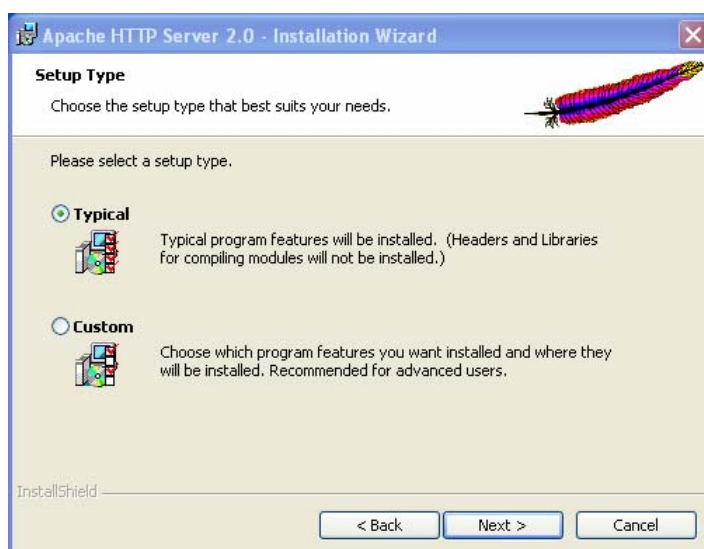 Apache HTTP Server 2.0 - Installation Wizard
Setup Type
Choose the setup type that best suits your needs.
Please select a setup type.
Typical
Typical program features will be installed. (Headers and Libraries
for compiling modules will not be installed.)
Custom
Choose which program features you want installed and where they
will be installed. Recommended for advanced users.
InstallShield
< Back
Next >
Cancel